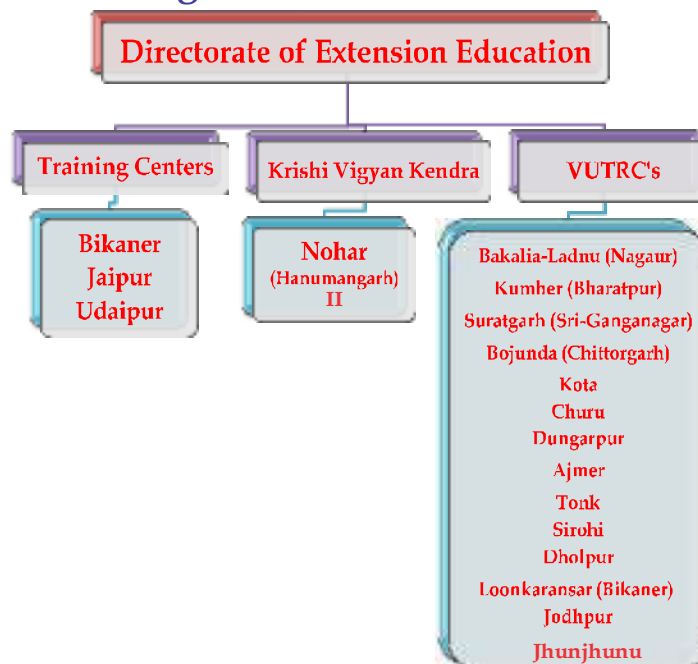 Directorate of Extension Education
Training Centers
Krishi Vigyan Kendra
VUTRC's
Bikaner
Jaipur
Udaipur
Nohar
(Hanumangarh)
II
Bakalia-Ladnu (Nagaur)
Kumher (Bharatpur)
Suratgarh (Sri-Ganganagar)
Bojunda (Chittorgarh)
Kota
Churu
Dungarpur
Ajmer
Tonk
Sirohi
Dholpur
Loonkaransar (Bikaner)
Jodhpur
Jhunjhunu